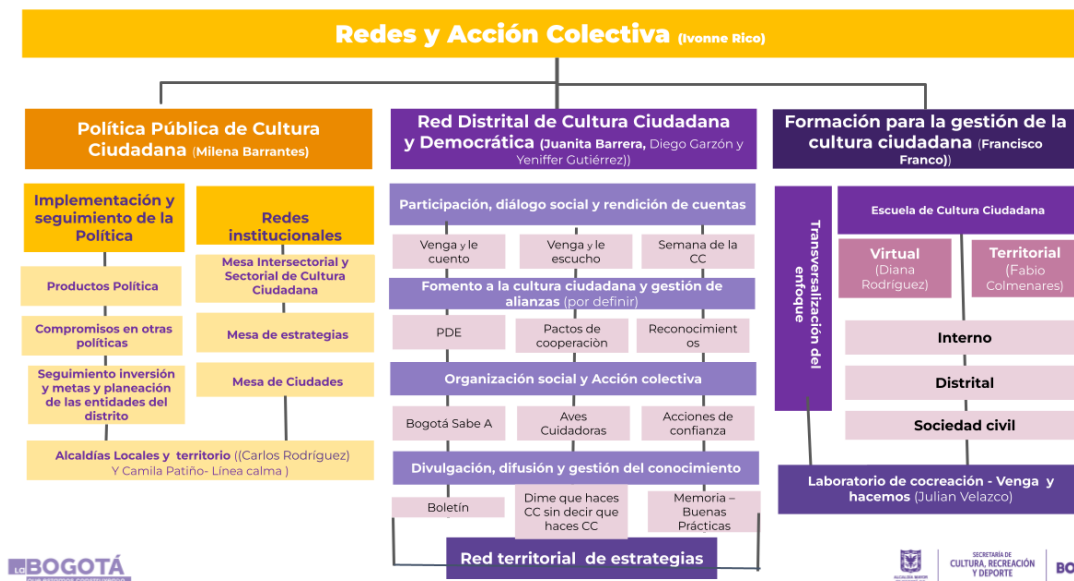 Redes y Acción Colectiva (Ivonne Rico)
Política Pública de Cultura
Ciudadana (Milena Barrantes)
Implementación y
seguimiento de la
Política
Productos Política
Compromisos en otras
políticas
Seguimiento inversión
y metas y planeación
de las entidades del
distrito
Redes
institucionales
Mesa Intersectorial y
Sectorial de Cultura
Ciudadana
Mesa de estrategias
Mesa de Ciudades
Alcaldías Locales y territorio ((Carlos Rodríguez)
Y Camila Patiño- Línea calma )
Red Distrital de Cultura Ciudadana
y Democrática (Juanita Barrera, Diego Garzón y
Yeniffer Gutiérrez))
Participación, diálogo social y rendición de cuentas
Venga y le
cuento
Venga y le
escucho
Semana de la
CC
Fomento a la cultura ciudadana y gestión de
alianzas (por definir)
PDE
Pactos de
cooperaciòn
Reconocimient
os
Organización social y Acción colectiva
Bogotá Sabe A
Aves
Cuidadoras
Acciones de
confianza
Divulgación, difusión y gestión del conocimiento
Boletín
Dime que haces
CC sin decir que
haces CC
Memoria –
Buenas
Prácticas
Red territorial de estrategias
Formación para la gestión de la
cultura ciudadana (Francisco
Franco))
Transversalización del
enfoque
Escuela de Cultura Ciudadana
Virtual
(Diana
Rodríguez)
Territorial
(Fabio
Colmenares)
Interno
Distrital
Sociedad civil
Laboratorio de cocreación - Venga y
hacemos (Julian Velazco)
LA BOGOTÁ
SECRETARÍA DE
CULTURA, RECREACIÓN
Y DEPORTE
BO